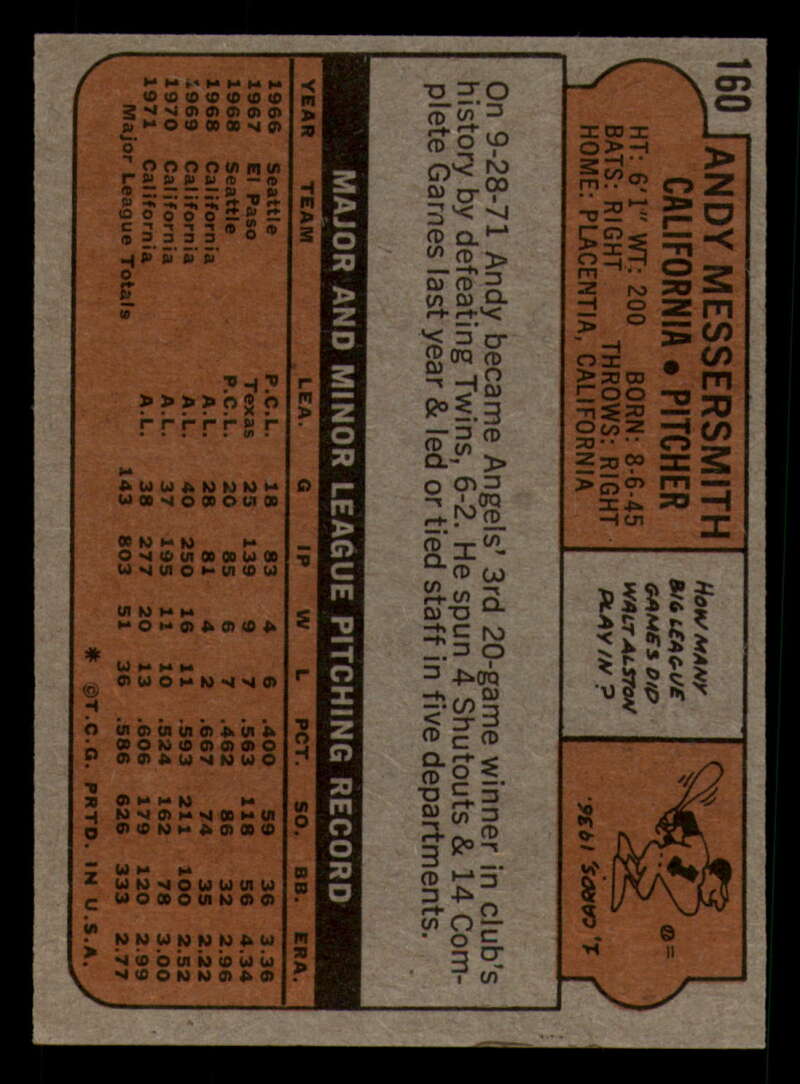 160
ANDY MESSERSMITH
CALIFORNIA • PITCHER
HT: 6'1" WT: 200 BORN: 8-6-45
BATS: RIGHT THROWS: RIGHT
HOME: PLACENTIA, CALIFORNIA
HOW MANY
BIG LEAGUE
GAMES DID
WALT ALSTON
PLAY IN?
1, CARDS, 1936.
On 9-28-71 Andy became Angels' 3rd 20-game winner in club's
history by defeating Twins, 6-2. He spun 4 Shutouts & 14 Com-
plete Games last year & led or tied staff in five departments.
MAJOR AND MINOR LEAGUE PITCHING RECORD
YEAR TEAM LEA. G IP W L PCT. SO. BB. ERA.
1966 Seattle P.C.L. 18 83 4 6 .400 59 36 3.36
1967 El Paso Texas 25 139 9 7 .563 118 56 4.34
1968 Seattle P.C.L. 20 85 6 7 .462 86 32 2.96
1968 California A.L. 28 81 4 2 .667 74 35 2.22
1969 California A.L. 40 250 16 11 .593 211 100 2.52
1970 California A.L. 37 195 11 10 .524 162 78 3.00
1971 California A.L. 38 277 20 13 .606 179 120 2.99
Major League Totals 143 803 51 36 .586 626 333 2.77
* ©T.C.G. PRTD. IN U.S.A.